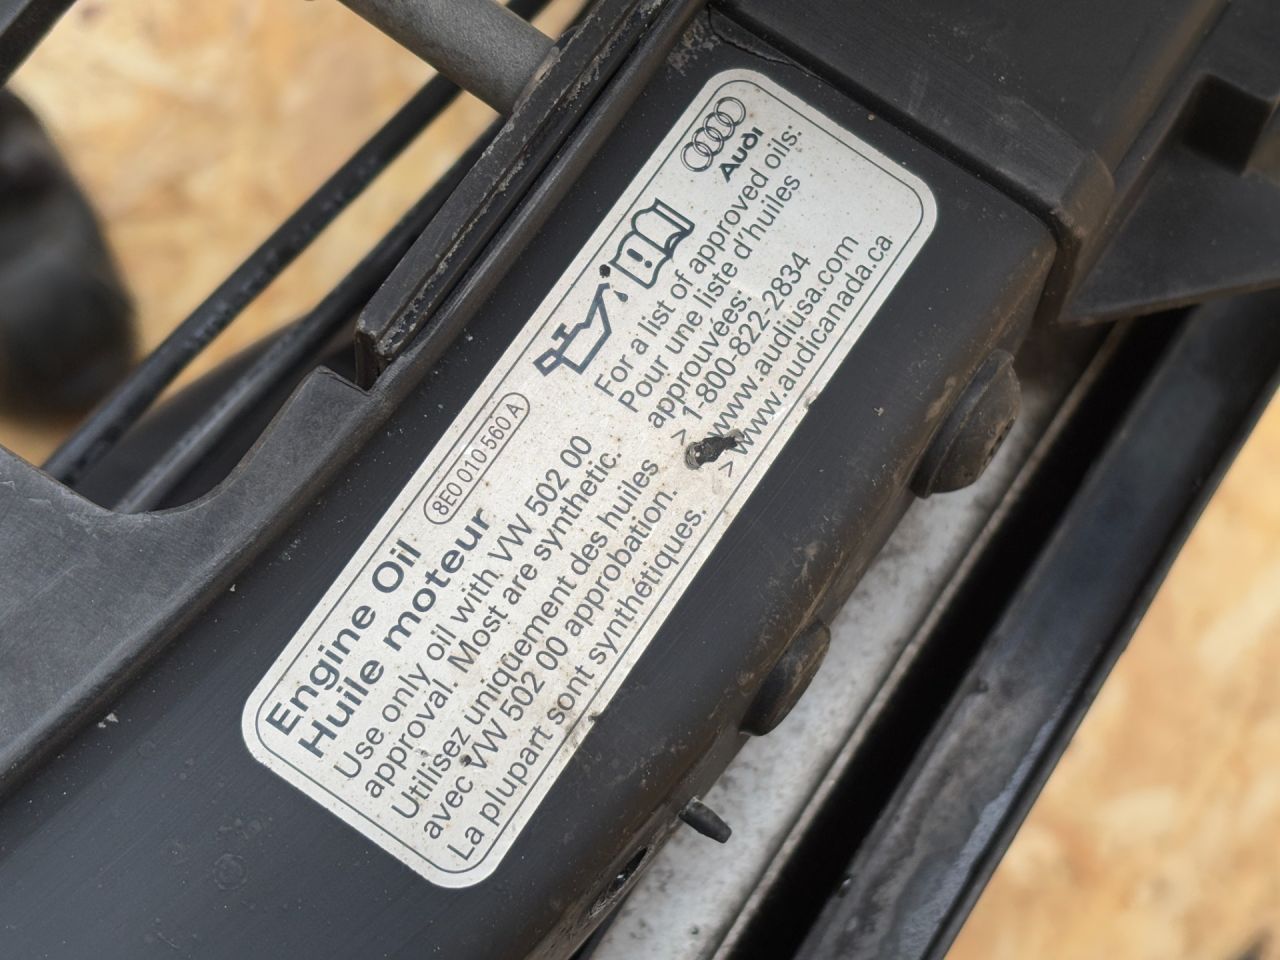 8E0 010 560 A
Engine Oil
Huile moteur
Use only oil with VW 502 00
approval. Most are synthetic.
Utilisez uniquement des huiles
avec VW 502 00 approbation.
La plupart sont synthétiques.
Audi
For a list of approved oils:
Pour une liste d'huiles
approuvées:
> 1-800-822-2834
www.audiusa.com
> www.audicanada.ca